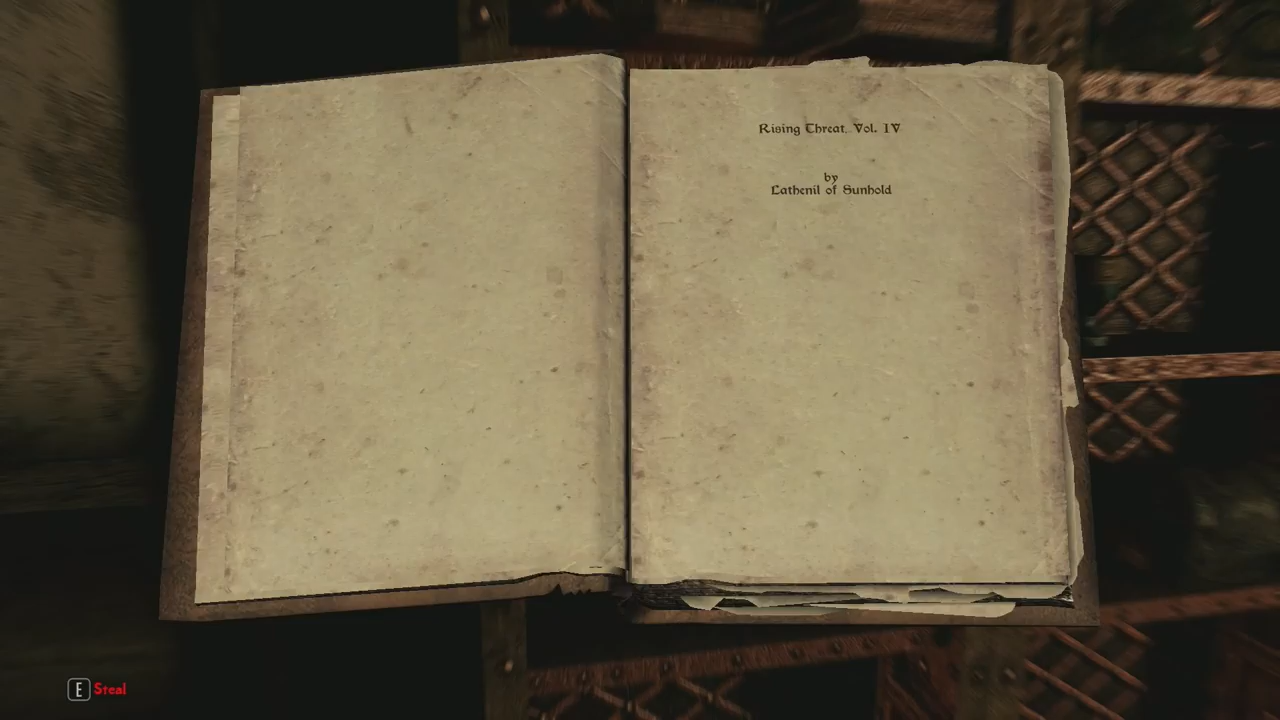 Rising Threat, Vol. IV
by
Lathenil of Sunhold
E Steal